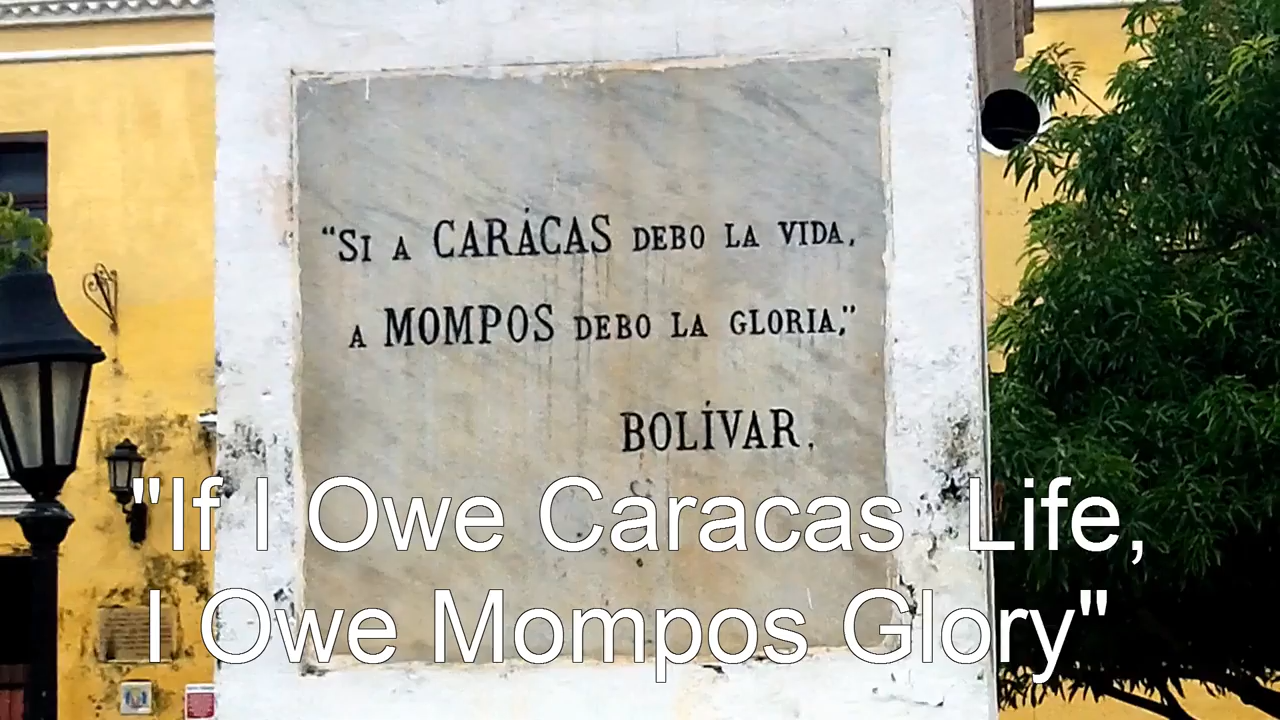 “SI A CARÁCAS DEBO LA VIDA,
A MOMPOS DEBO LA GLORIA,”
BOLÍVAR.
"If I Owe Caracas Life,
I Owe Mompos Glory"